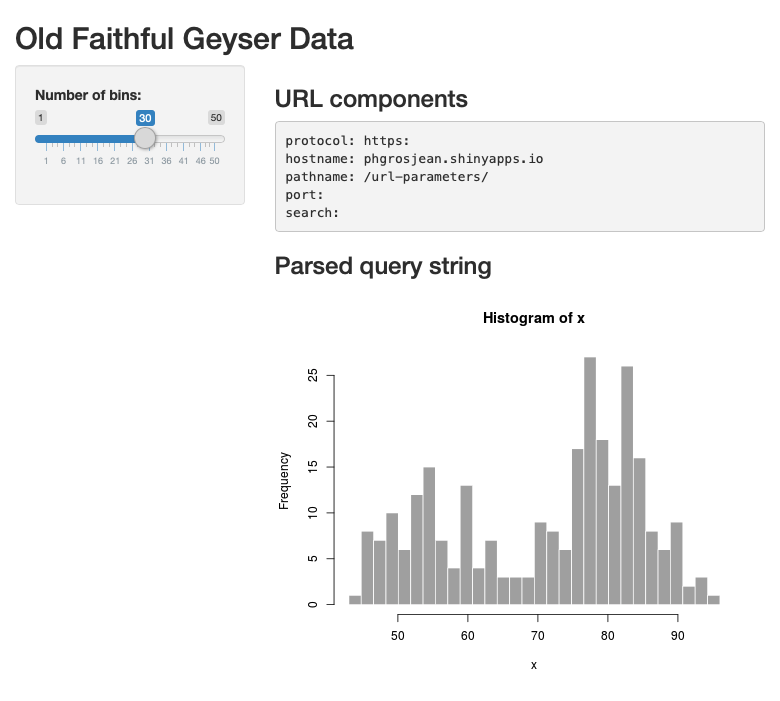 Old Faithful Geyser Data
Number of bins:
1 30 50
1 6 11 16 21 26 31 36 41 46 50
URL components
protocol: https:
hostname: phgrosjean.shinyapps.io
pathname: /url-parameters/
port:
search:
Parsed query string
Histogram of x
Frequency
0 5 10 15 20 25
50 60 70 80 90
x